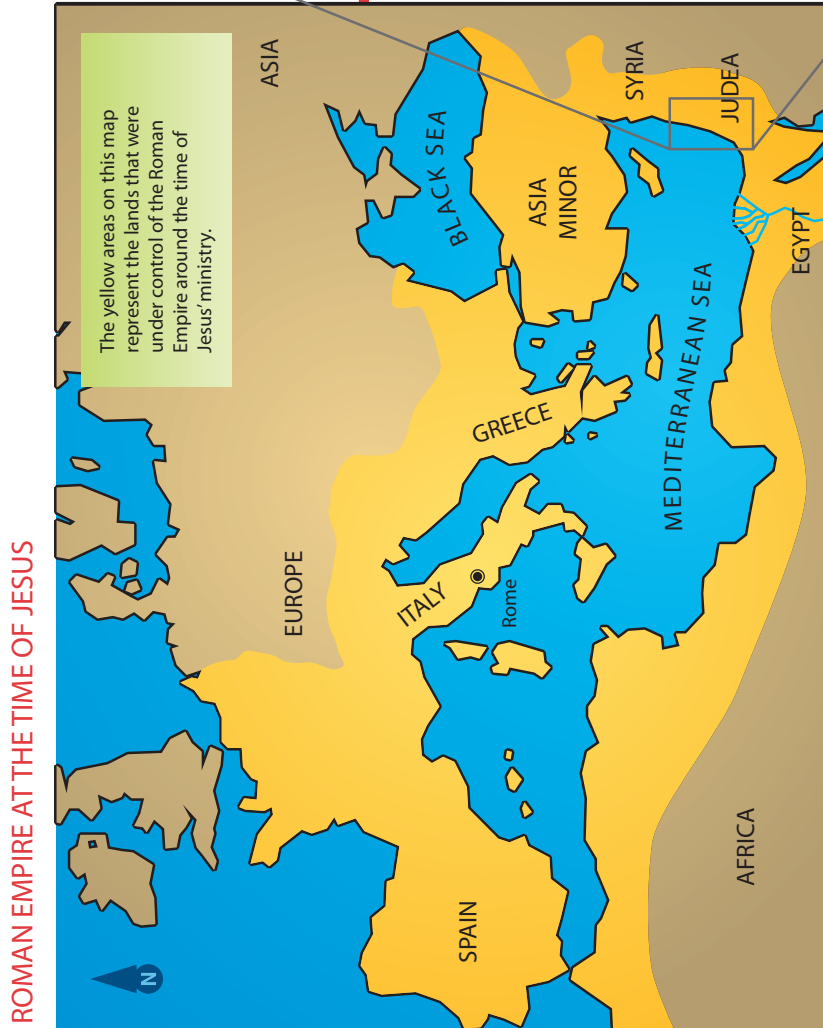 ROMAN EMPIRE AT THE TIME OF JESUS
The yellow areas on this map
represent the lands that were
under control of the Roman
Empire around the time of
Jesus’ ministry.
N
ASIA
EUROPE
BLACK SEA
ASIA
MINOR
SYRIA
JUDEA
GREECE
ITALY
Rome
SPAIN
MEDITERRANEAN SEA
EGYPT
AFRICA